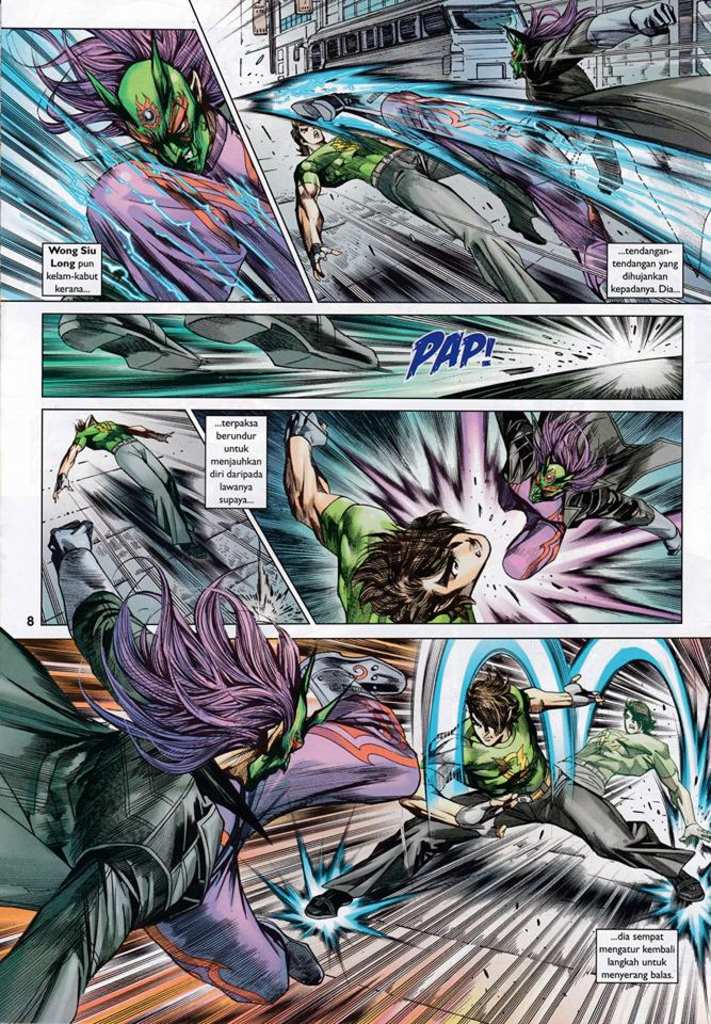 Wong Siu
Long pun
kelam-kabut
kerana...
...tendangan-
tendangan yang
dihujankan
kepadanya. Dia...
PAP!
...terpaksa
berundur
untuk
menjauhkan
diri daripada
lawanya
supaya...
8
...dia sempat
mengatur kembali
langkah untuk
menyerang balas.